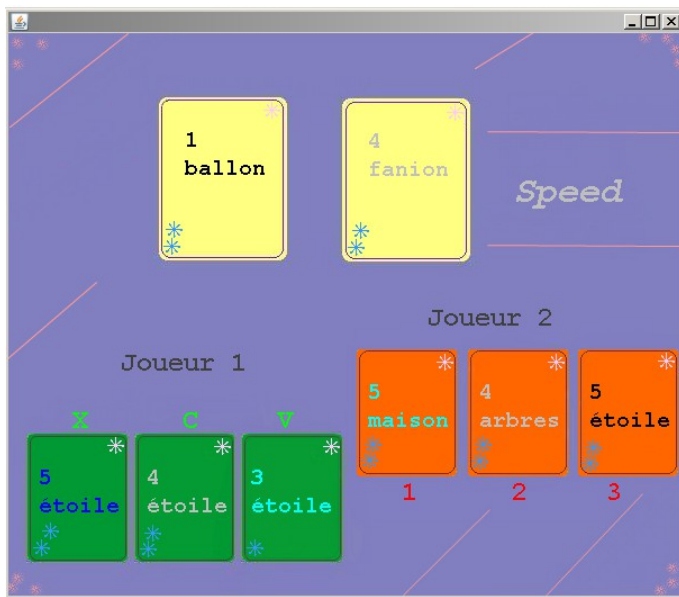 1
ballon
4
fanion
Speed
Joueur 2
Joueur 1
5
maison
4
arbres
5
étoile
1
2
3
X
C
V
5
étoile
4
étoile
3
étoile